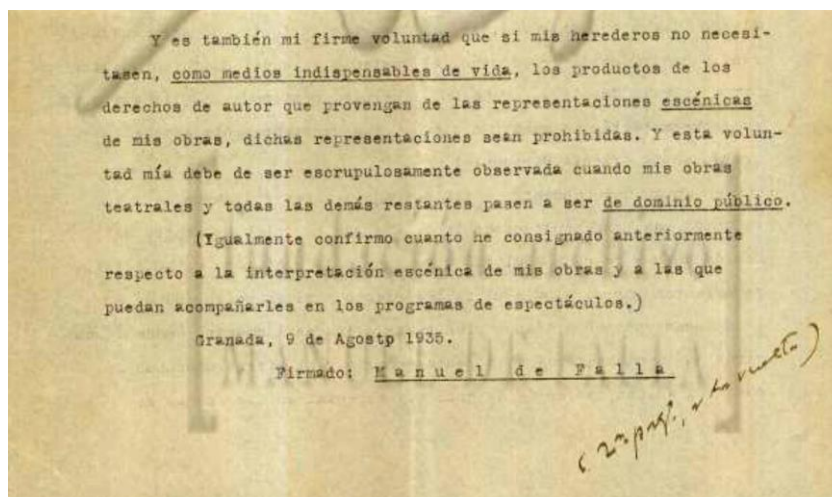 Y es también mi firme voluntad que si mis herederos no necesi-
tasen, como medios indispensables de vida, los productos de los
derechos de autor que provengan de las representaciones escénicas
de mis obras, dichas representaciones sean prohibidas. Y esta volun-
tad mía debe de ser escrupulosamente observada cuando mis obras
teatrales y todas las demás restantes pasen a ser de dominio público.
(Igualmente confirmo cuanto he consignado anteriormente
respecto a la interpretación escénica de mis obras y a las que
puedan acompañarles en los programas de espectáculos.)
Granada, 9 de Agostp 1935.
Firmado: Manuel de Falla